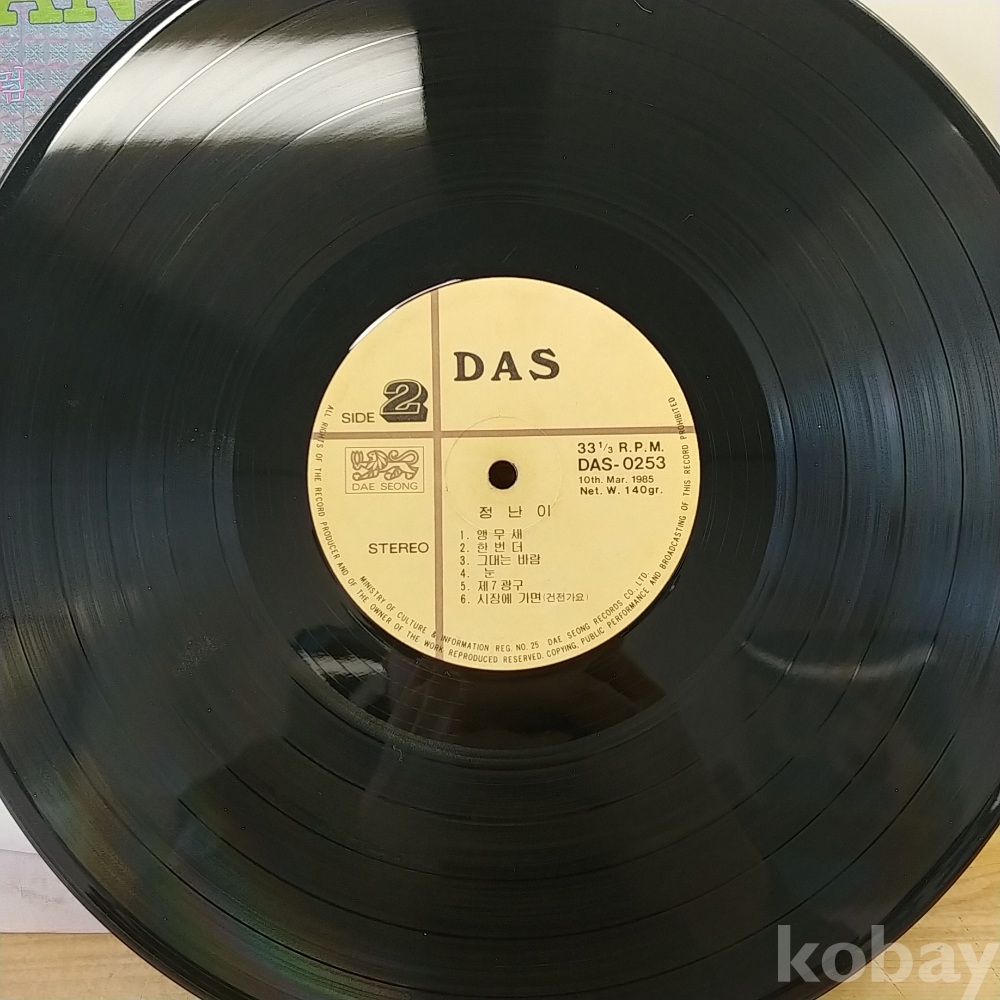 AN
DAS
SIDE 2
DAE SEONG
33 1/3 R.P.M.
DAS-0253
10th. Mar. 1985
Net. W. 140gr.
STEREO
정 난 이
1. 앵 무 새
2. 한 번 더
3. 그대는 바람
4. 눈
5. 제 7 광구
6. 시장에 가면(건전가요)
ALL RIGHTS OF THE RECORD PRODUCER AND OF THE OWNER OF THE WORK REPRODUCED RESERVED. COPYING, PUBLIC PERFORMANCE AND BROADCASTING OF THIS RECORD PROHIBITED
MINISTRY OF CULTURE & INFORMATION REG. NO. 25 DAE SEONG RECORDS CO. LTD.
kobay